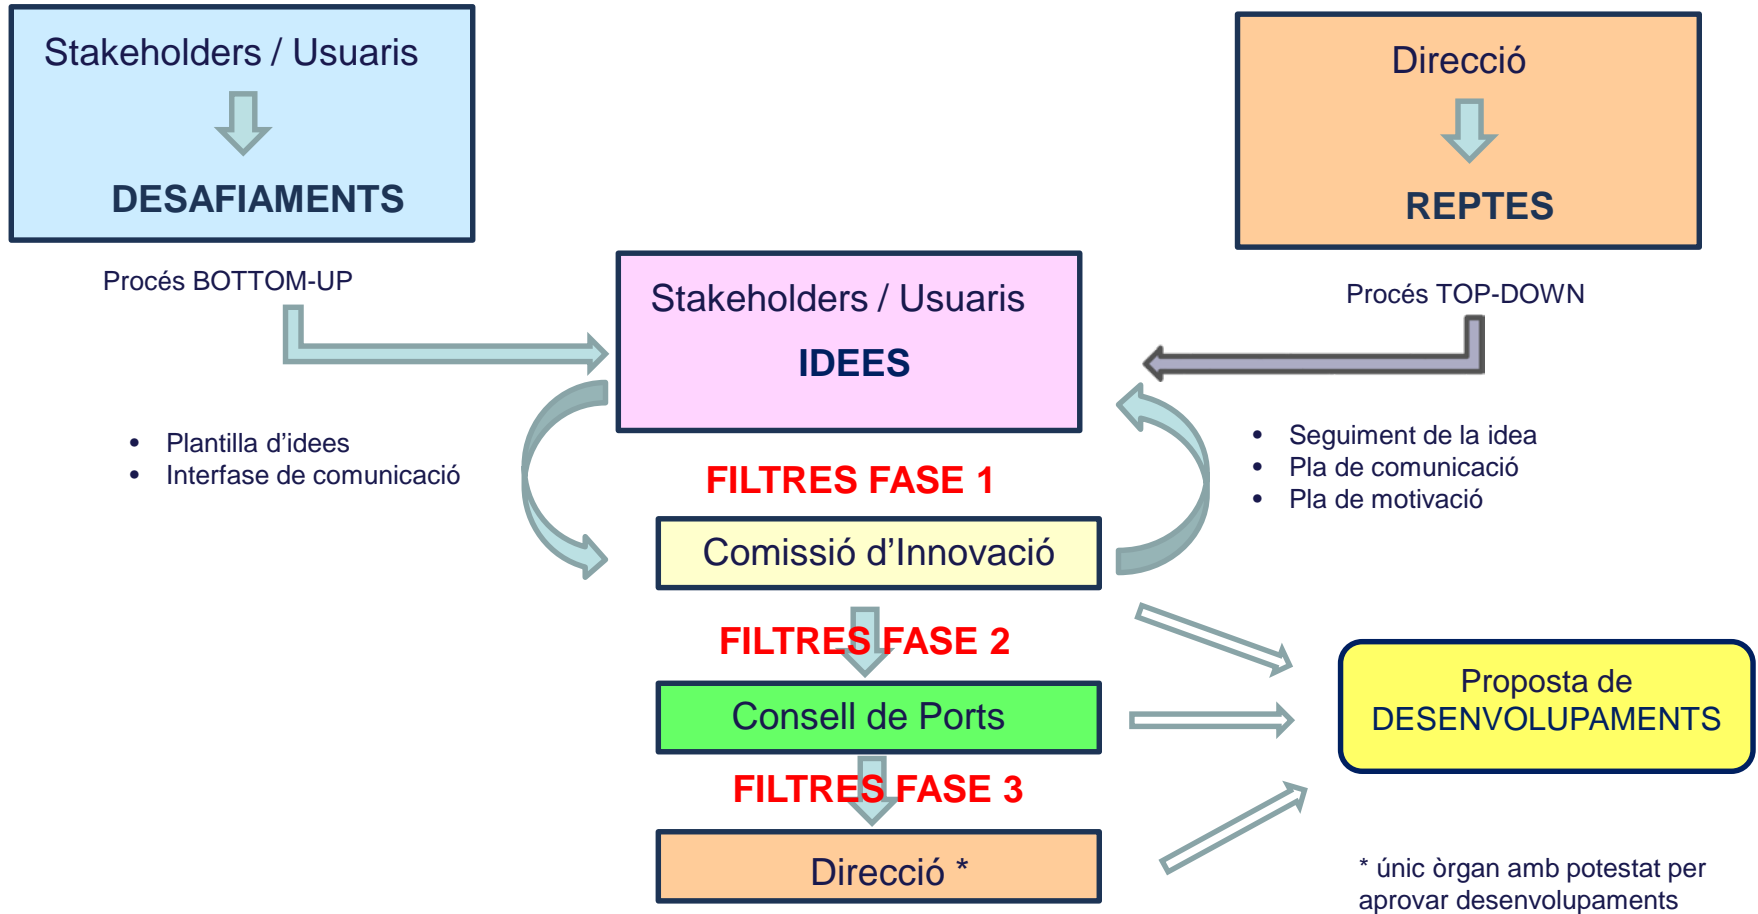 Stakeholders / Usuaris
DESAFIAMENTS
Direcció
REPTES
Procés BOTTOM-UP
Stakeholders / Usuaris
IDEES
Procés TOP-DOWN
• Plantilla d’idees
• Interfase de comunicació
• Seguiment de la idea
• Pla de comunicació
• Pla de motivació
FILTRES FASE 1
Comissió d’Innovació
FILTRES FASE 2
Consell de Ports
FILTRES FASE 3
Direcció *
Proposta de
DESENVOLUPAMENTS
* únic òrgan amb potestat per
aprovar desenvolupaments